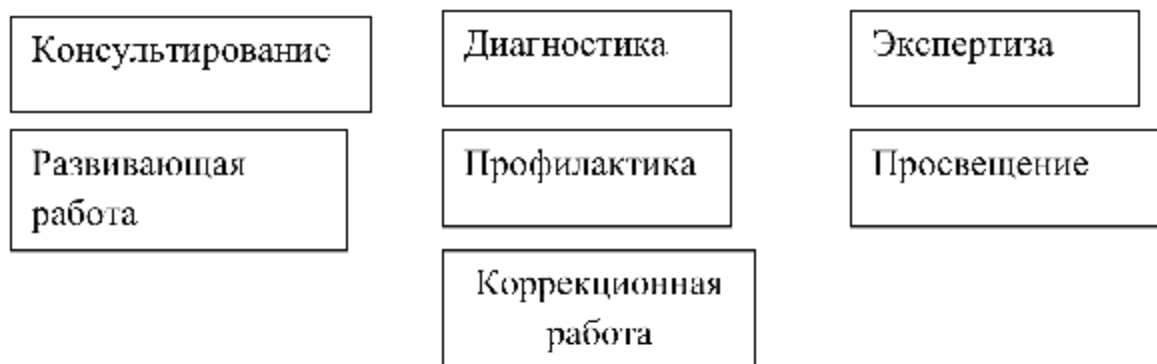 Консультирование
Диагностика
Экспертиза
Развивающая
работа
Профилактика
Просвещение
Коррекционная
работа